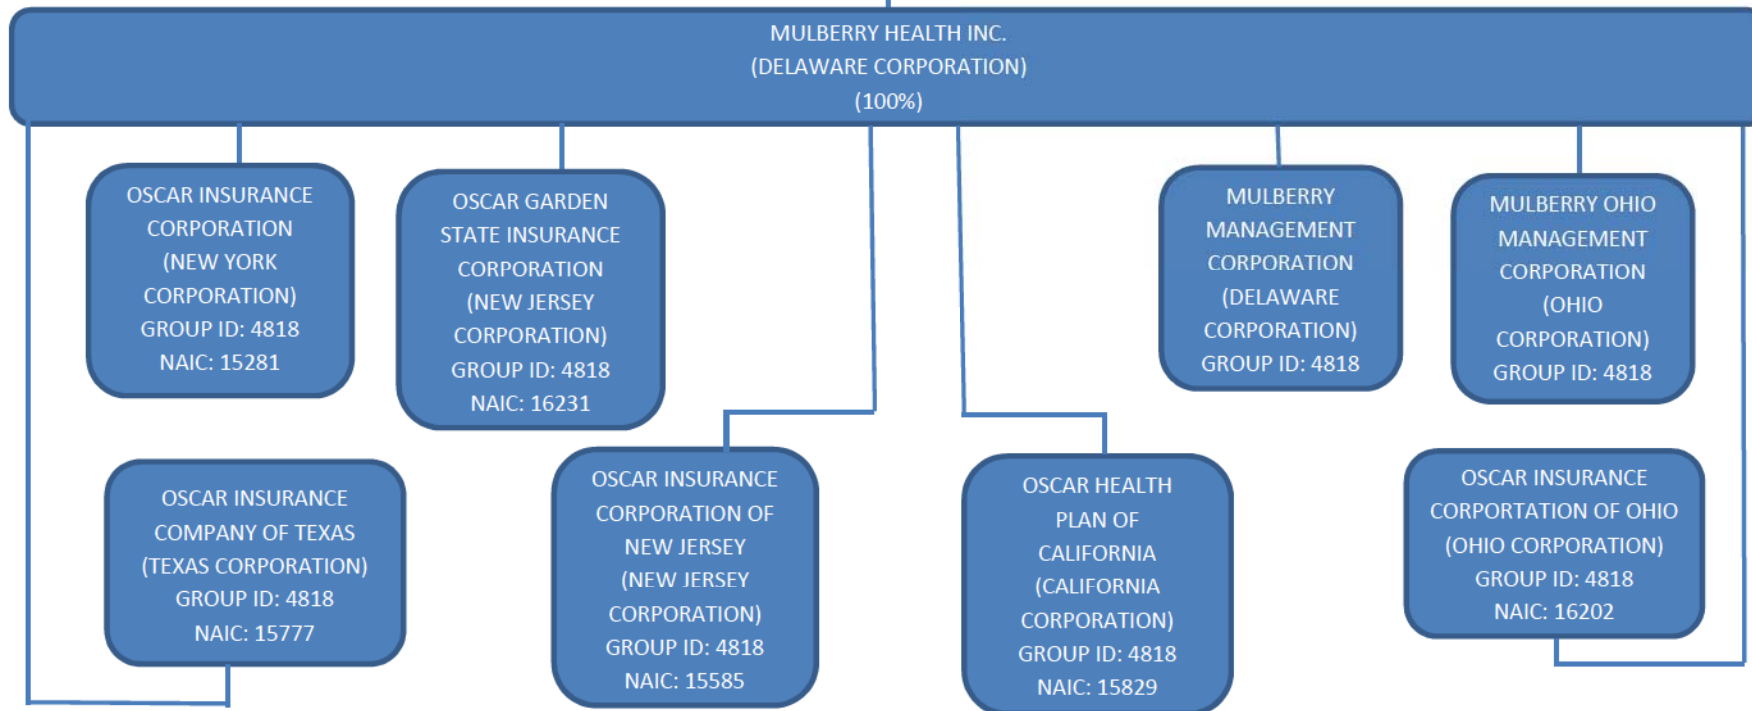 MULBERRY HEALTH INC.
(DELAWARE CORPORATION)
(100%)
OSCAR INSURANCE
CORPORATION
(NEW YORK
CORPORATION)
GROUP ID: 4818
NAIC: 15281
OSCAR GARDEN
STATE INSURANCE
CORPORATION
(NEW JERSEY
CORPORATION)
GROUP ID: 4818
NAIC: 16231
MULBERRY
MANAGEMENT
CORPORATION
(DELAWARE
CORPORATION)
GROUP ID: 4818
MULBERRY OHIO
MANAGEMENT
CORPORATION
(OHIO
CORPORATION)
GROUP ID: 4818
OSCAR INSURANCE
COMPANY OF TEXAS
(TEXAS CORPORATION)
GROUP ID: 4818
NAIC: 15777
OSCAR INSURANCE
CORPORATION OF
NEW JERSEY
(NEW JERSEY
CORPORATION)
GROUP ID: 4818
NAIC: 15585
OSCAR HEALTH
PLAN OF
CALIFORNIA
(CALIFORNIA
CORPORATION)
GROUP ID: 4818
NAIC: 15829
OSCAR INSURANCE
CORPORTATION OF OHIO
(OHIO CORPORATION)
GROUP ID: 4818
NAIC: 16202